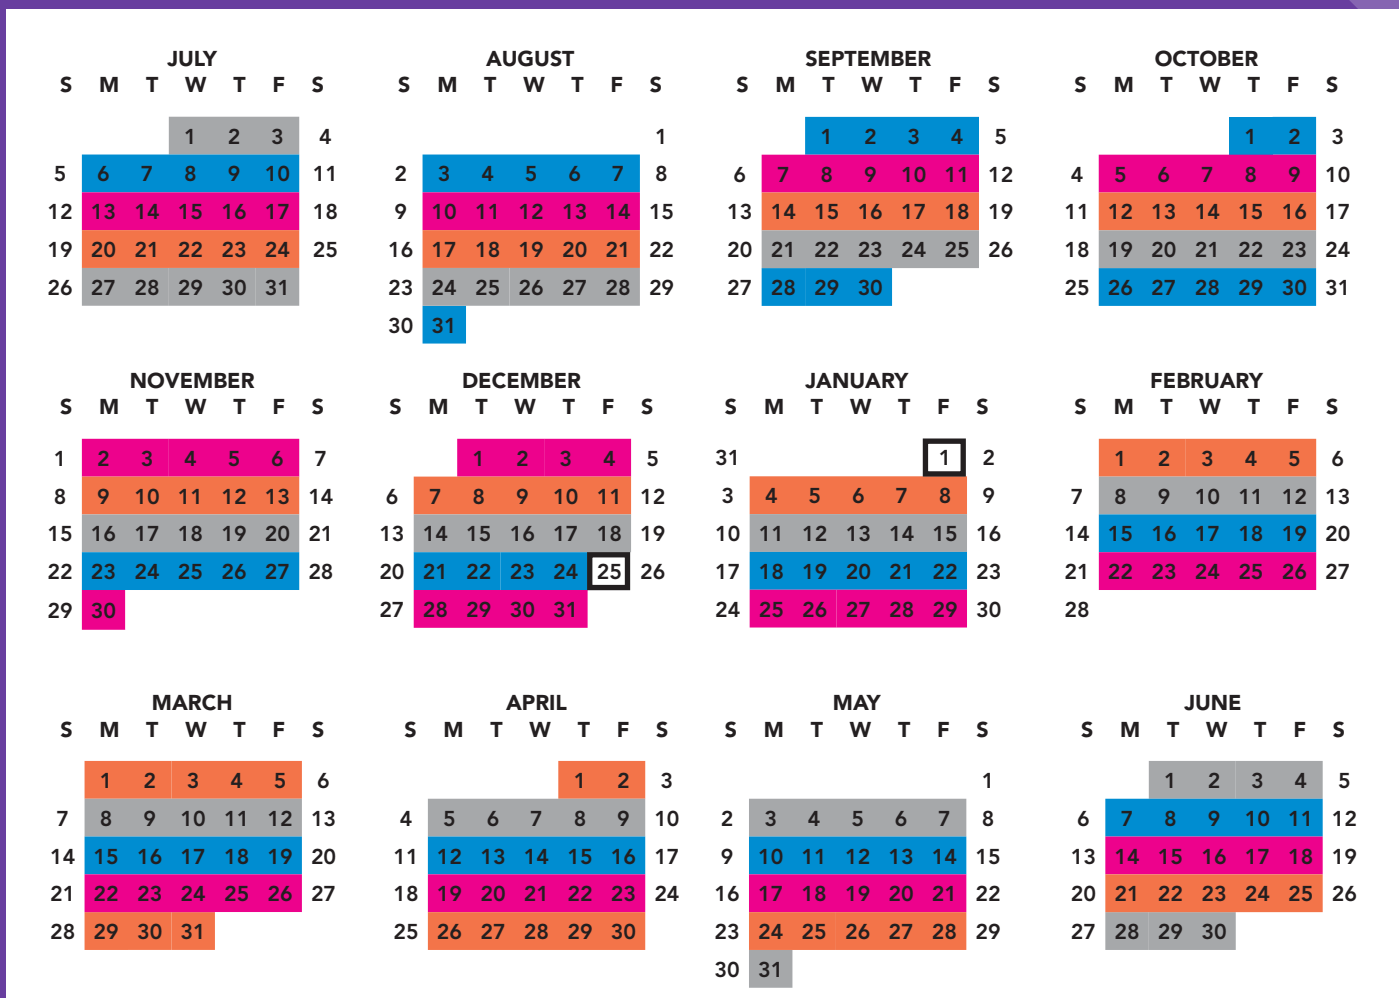 JULY AUGUST SEPTEMBER OCTOBER
S M T W T F S S M T W T F S S M T W T F S S M T W T F S
1 2 3 4 1 1 2 3 4 5 1 2 3
5 6 7 8 9 10 11 2 3 4 5 6 7 8 6 7 8 9 10 11 12 4 5 6 7 8 9 10
12 13 14 15 16 17 18 9 10 11 12 13 14 15 13 14 15 16 17 18 19 11 12 13 14 15 16 17
19 20 21 22 23 24 25 16 17 18 19 20 21 22 20 21 22 23 24 25 26 18 19 20 21 22 23 24
26 27 28 29 30 31 23 24 25 26 27 28 29 27 28 29 30 25 26 27 28 29 30 31
30 31
NOVEMBER DECEMBER JANUARY FEBRUARY
S M T W T F S S M T W T F S S M T W T F S S M T W T F S
1 2 3 4 5 6 7 1 2 3 4 5 31 1 2 1 2 3 4 5 6
8 9 10 11 12 13 14 6 7 8 9 10 11 12 3 4 5 6 7 8 9 7 8 9 10 11 12 13
15 16 17 18 19 20 21 13 14 15 16 17 18 19 10 11 12 13 14 15 16 14 15 16 17 18 19 20
22 23 24 25 26 27 28 20 21 22 23 24 25 26 17 18 19 20 21 22 23 21 22 23 24 25 26 27
29 30 27 28 29 30 31 24 25 26 27 28 29 30 28
MARCH APRIL MAY JUNE
S M T W T F S S M T W T F S S M T W T F S S M T W T F S
1 2 3 4 5 6 1 2 3 1 1 2 3 4 5
7 8 9 10 11 12 13 4 5 6 7 8 9 10 2 3 4 5 6 7 8 6 7 8 9 10 11 12
14 15 16 17 18 19 20 11 12 13 14 15 16 17 9 10 11 12 13 14 15 13 14 15 16 17 18 19
21 22 23 24 25 26 27 18 19 20 21 22 23 24 16 17 18 19 20 21 22 20 21 22 23 24 25 26
28 29 30 31 25 26 27 28 29 30 23 24 25 26 27 28 29 27 28 29 30
30 31